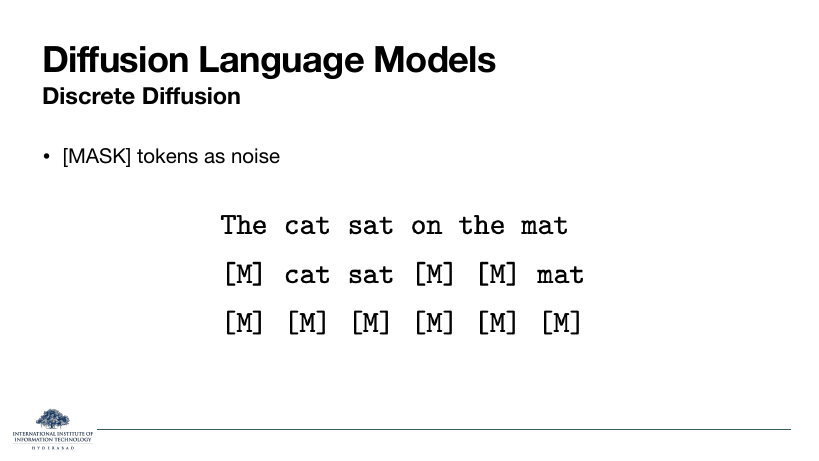 Diffusion Language Models
Discrete Diffusion
• [MASK] tokens as noise
The cat sat on the mat
[M] cat sat [M] [M] mat
[M] [M] [M] [M] [M] [M]
INTERNATIONAL INSTITUTE OF
INFORMATION TECHNOLOGY
HYDERABAD